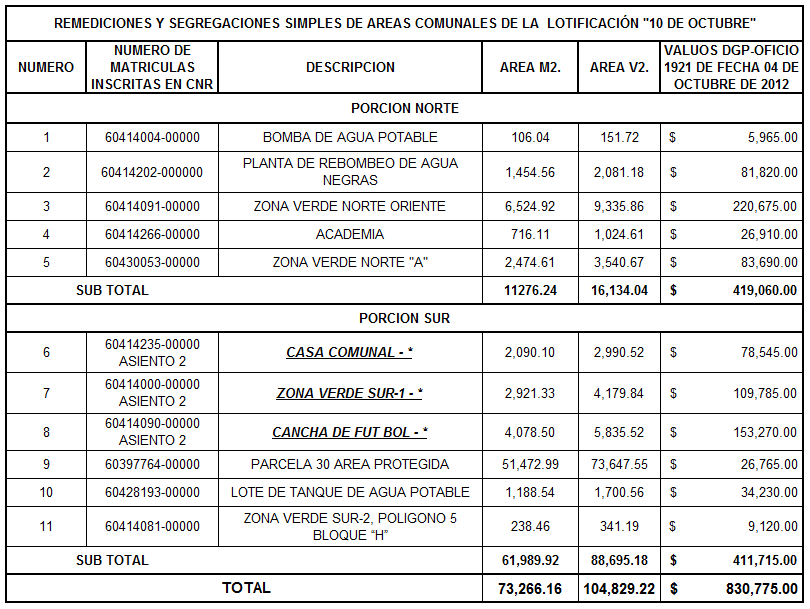 REMEDICIONES Y SEGREGACIONES SIMPLES DE AREAS COMUNALES DE LA LOTIFICACIÓN "10 DE OCTUBRE"
NUMERO
NUMERO DE
MATRICULAS
INSCRITAS EN CNR
DESCRIPCION
AREA M2.
AREA V2.
VALUOS DGP-OFICIO
1921 DE FECHA 04 DE
OCTUBRE DE 2012
PORCION NORTE
1 60414004-00000 BOMBA DE AGUA POTABLE 106.04 151.72 $ 5,965.00
2 60414202-000000 PLANTA DE REBOMBEO DE AGUA
NEGRAS 1,454.56 2,081.18 $ 81,820.00
3 60414091-00000 ZONA VERDE NORTE ORIENTE 6,524.92 9,335.86 $ 220,675.00
4 60414266-00000 ACADEMIA 716.11 1,024.61 $ 26,910.00
5 60430053-00000 ZONA VERDE NORTE "A" 2,474.61 3,540.67 $ 83,690.00
SUB TOTAL 11276.24 16,134.04 $ 419,060.00
PORCION SUR
6 60414235-00000
ASIENTO 2 CASA COMUNAL - * 2,090.10 2,990.52 $ 78,545.00
7 60414000-00000
ASIENTO 2 ZONA VERDE SUR-1 - * 2,921.33 4,179.84 $ 109,785.00
8 60414090-00000
ASIENTO 2 CANCHA DE FUT BOL - * 4,078.50 5,835.52 $ 153,270.00
9 60397764-00000 PARCELA 30 AREA PROTEGIDA 51,472.99 73,647.55 $ 26,765.00
10 60428193-00000 LOTE DE TANQUE DE AGUA POTABLE 1,188.54 1,700.56 $ 34,230.00
11 60414081-00000 ZONA VERDE SUR-2, POLIGONO 5
BLOQUE “H” 238.46 341.19 $ 9,120.00
SUB TOTAL 61,989.92 88,695.18 $ 411,715.00
TOTAL 73,266.16 104,829.22 $ 830,775.00